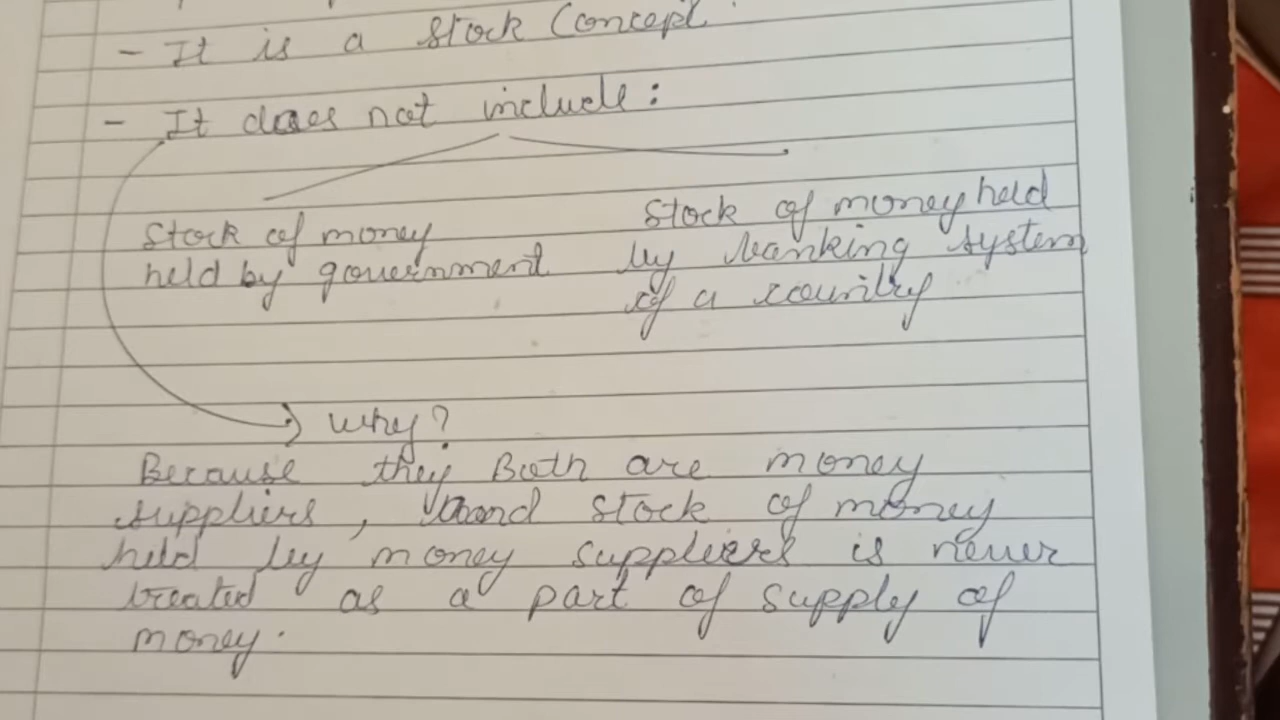 - It is a Stock Concept.
- It does not include:
Stock of money
held by government
Stock of money held
by banking system
of a country
Why?
Because they Both are money
suppliers, and stock of money
held by money suppliers is never
treated as a part of supply of
money.